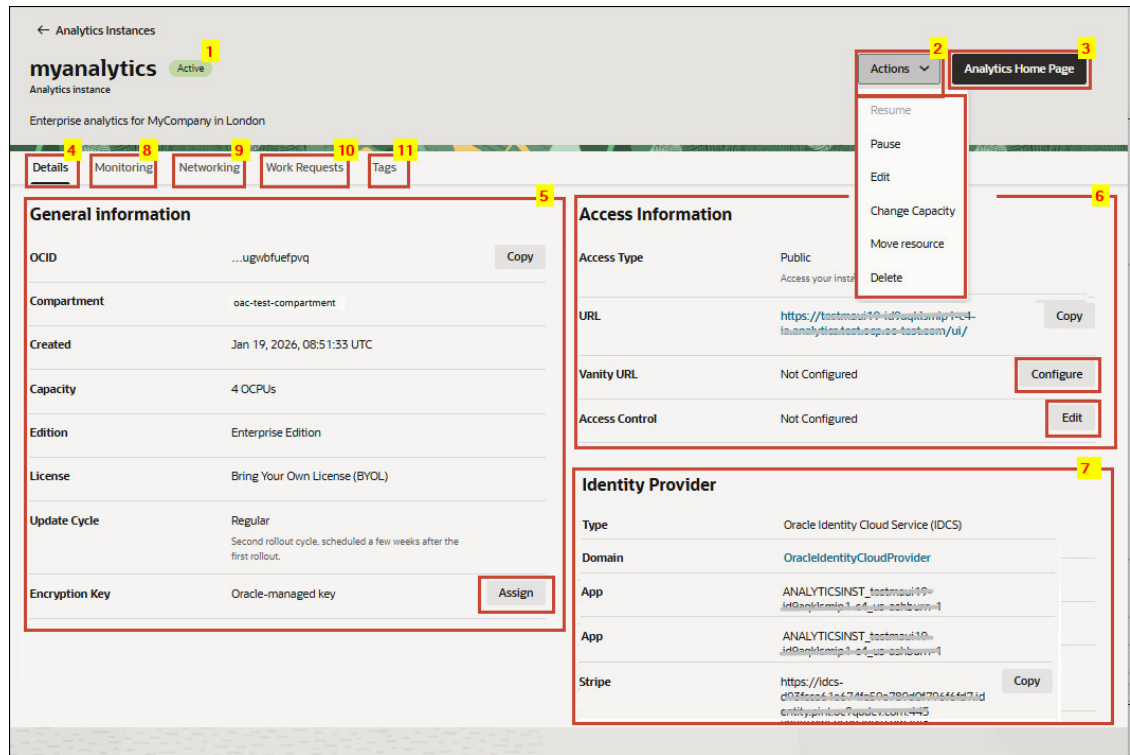 ← Analytics Instances
1
myanalytics Active
Analytics instance
Enterprise analytics for MyCompany in London
2
Actions
3
Analytics Home Page
Resume
Pause
Edit
Change Capacity
Move resource
Delete
4
Details
8
Monitoring
9
Networking
10
Work Requests
11
Tags
5
General information
OCID ...ugwbfuefpvq Copy
Compartment oac-test-compartment
Created Jan 19, 2026, 08:51:33 UTC
Capacity 4 OCPUs
Edition Enterprise Edition
License Bring Your Own License (BYOL)
Update Cycle Regular
Second rollout cycle, scheduled a few weeks after the
first rollout.
Encryption Key Oracle-managed key Assign
6
Access Information
Access Type Public
Access your
URL Copy
Vanity URL Not Configured Configure
Access Control Not Configured Edit
7
Identity Provider
Type Oracle Identity Cloud Service (IDCS)
Domain OracleIdentityCloudProvider
App
App
Stripe https://idcs- Copy